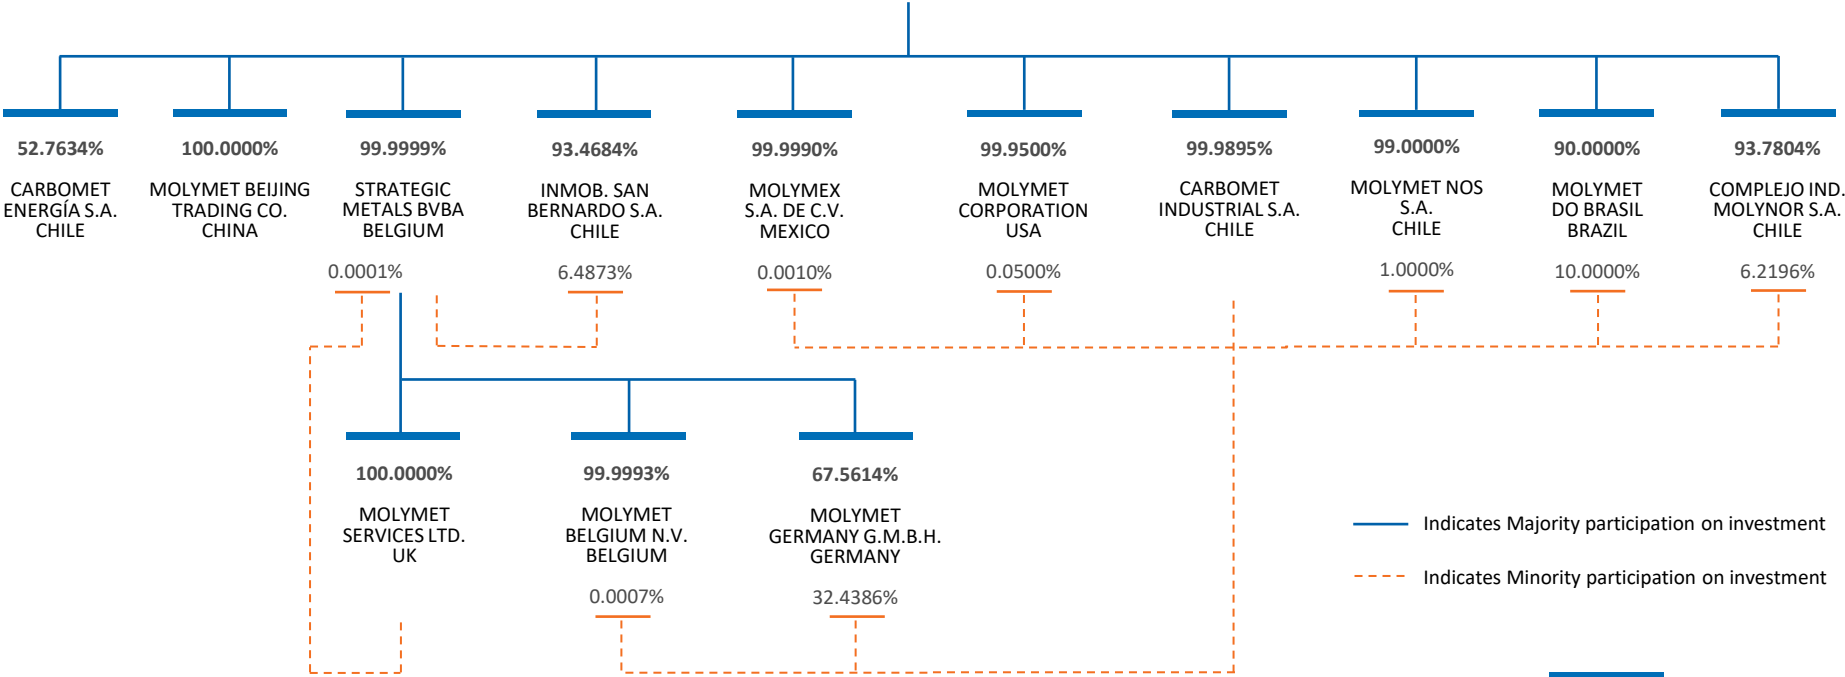 52.7634%
CARBOMET
ENERGÍA S.A.
CHILE
100.0000%
MOLYMET BEIJING
TRADING CO.
CHINA
99.9999%
STRATEGIC
METALS BVBA
BELGIUM
0.0001%
93.4684%
INMOB. SAN
BERNARDO S.A.
CHILE
6.4873%
99.9990%
MOLYMEX
S.A. DE C.V.
MEXICO
0.0010%
99.9500%
MOLYMET
CORPORATION
USA
0.0500%
99.9895%
CARBOMET
INDUSTRIAL S.A.
CHILE
99.0000%
MOLYMET NOS
S.A.
CHILE
1.0000%
90.0000%
MOLYMET
DO BRASIL
BRAZIL
10.0000%
93.7804%
COMPLEJO IND.
MOLYNOR S.A.
CHILE
6.2196%
100.0000%
MOLYMET
SERVICES LTD.
UK
99.9993%
MOLYMET
BELGIUM N.V.
BELGIUM
0.0007%
67.5614%
MOLYMET
GERMANY G.M.B.H.
GERMANY
32.4386%
Indicates Majority participation on investment
Indicates Minority participation on investment